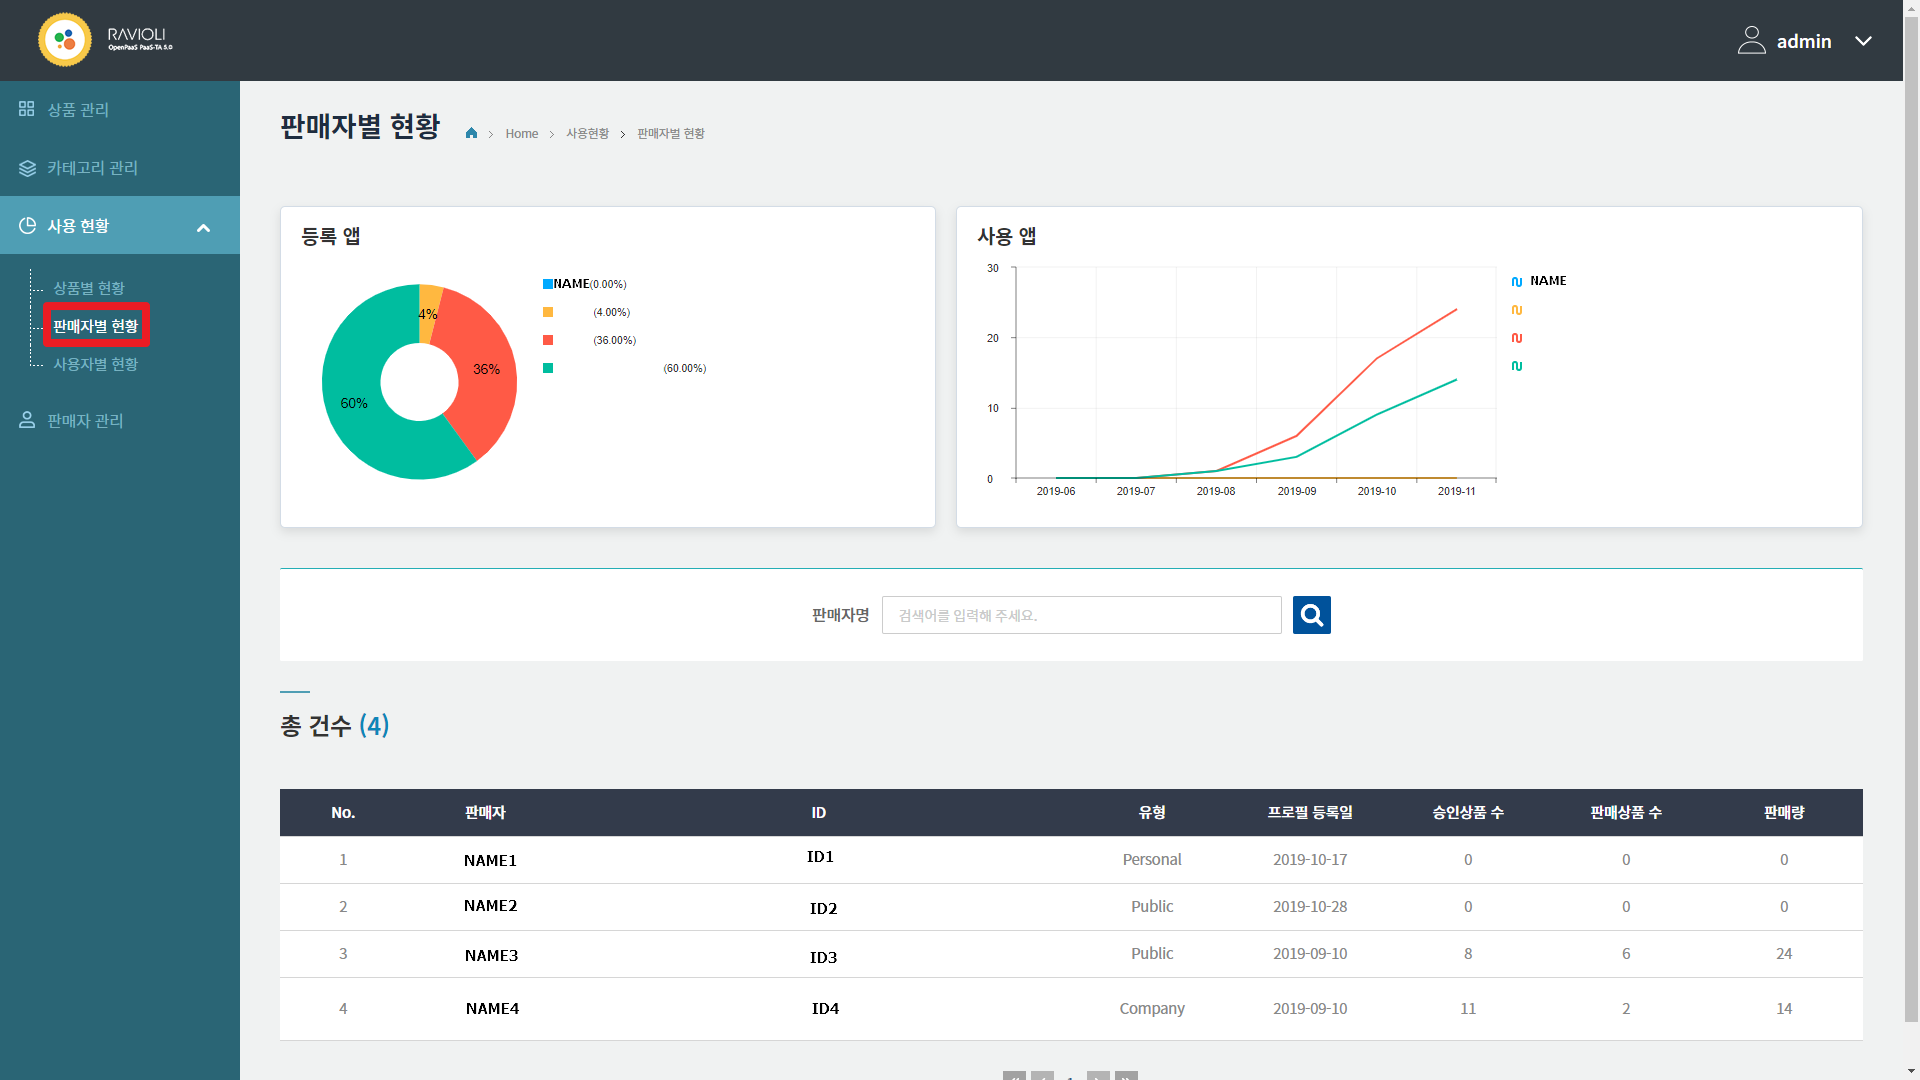 RAVIOLI
OpenPaaS PaaS-TA 5.0
admin
상품 관리
카테고리 관리
사용 현황
상품별 현황
판매자별 현황
사용자별 현황
판매자 관리
판매자별 현황
Home
사용현황
판매자별 현황
등록 앱
4%
36%
60%
NAME(0.00%)
(4.00%)
(36.00%)
(60.00%)
사용 앱
30
20
10
0
2019-06 2019-07 2019-08 2019-09 2019-10 2019-11
NAME
판매자명 검색어를 입력해 주세요.
총 건수 (4)
No. 판매자 ID 유형 프로필 등록일 승인상품 수 판매상품 수 판매량
1 NAME1 ID1 Personal 2019-10-17 0 0 0
2 NAME2 ID2 Public 2019-10-28 0 0 0
3 NAME3 ID3 Public 2019-09-10 8 6 24
4 NAME4 ID4 Company 2019-09-10 11 2 14